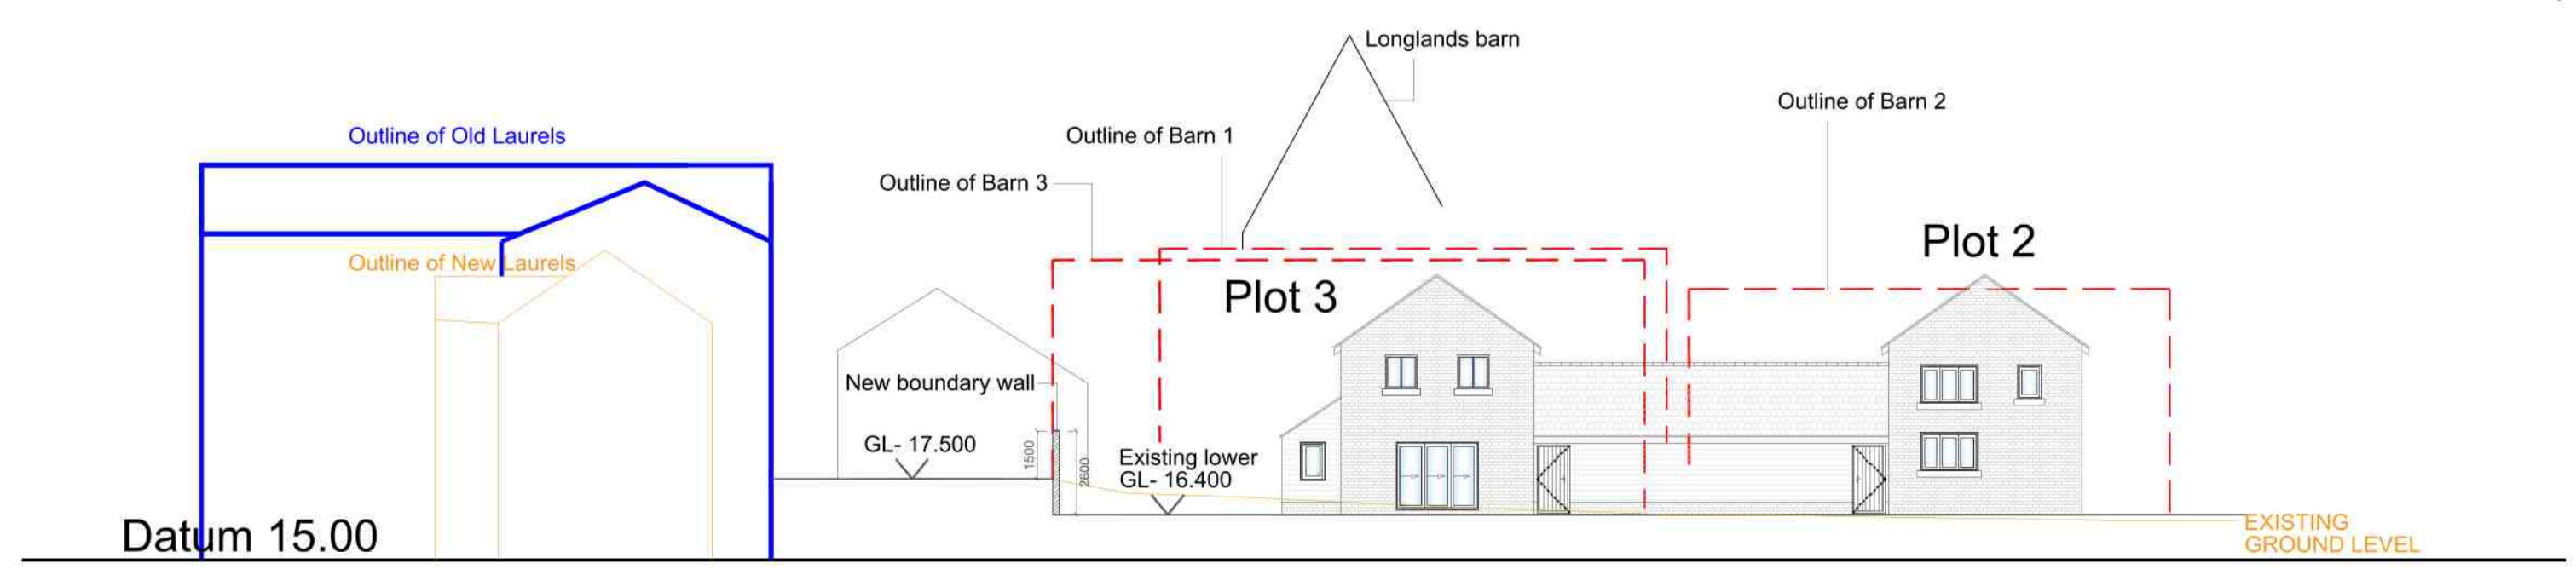 Longlands barn
Outline of Barn 2
Outline of Old Laurels
Outline of Barn 1
Outline of Barn 3
Plot 2
Outline of New Laurels
Plot 3
New boundary wall
GL- 17.500
1500
2600
Existing lower
GL- 16.400
Datum 15.00
EXISTING
GROUND LEVEL